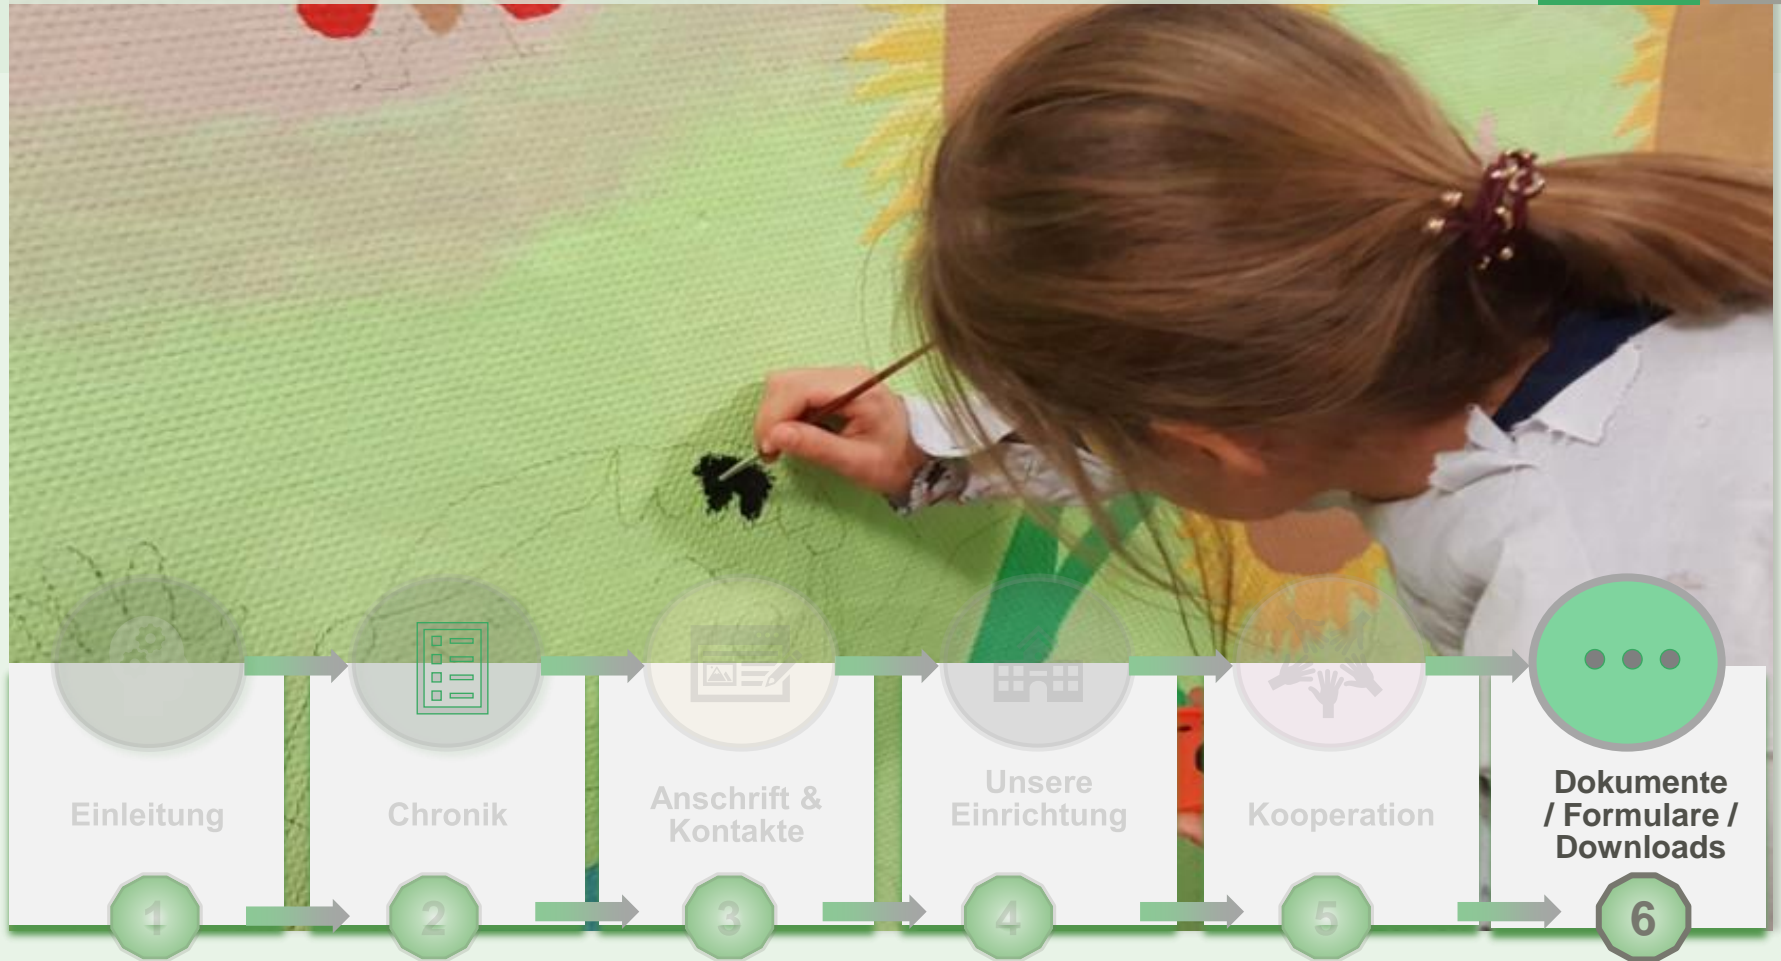 Einleitung
Chronik
Anschrift &
Kontakte
Unsere
Einrichtung
Kooperation
Dokumente
/ Formulare /
Downloads
1
2
3
4
5
6